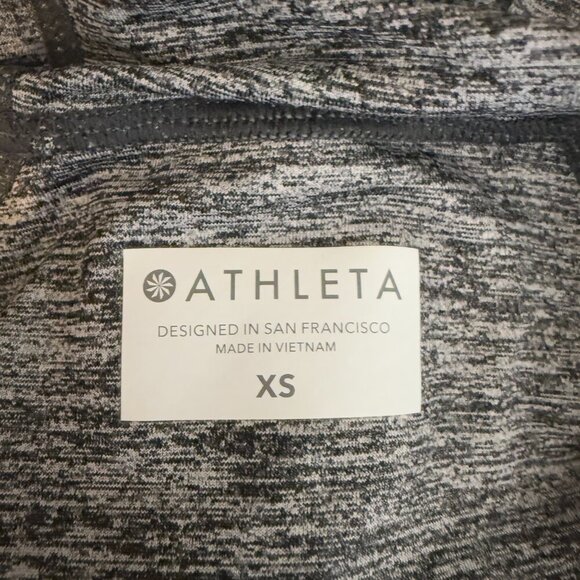 ATHLETA
DESIGNED IN SAN FRANCISCO
MADE IN VIETNAM
XS